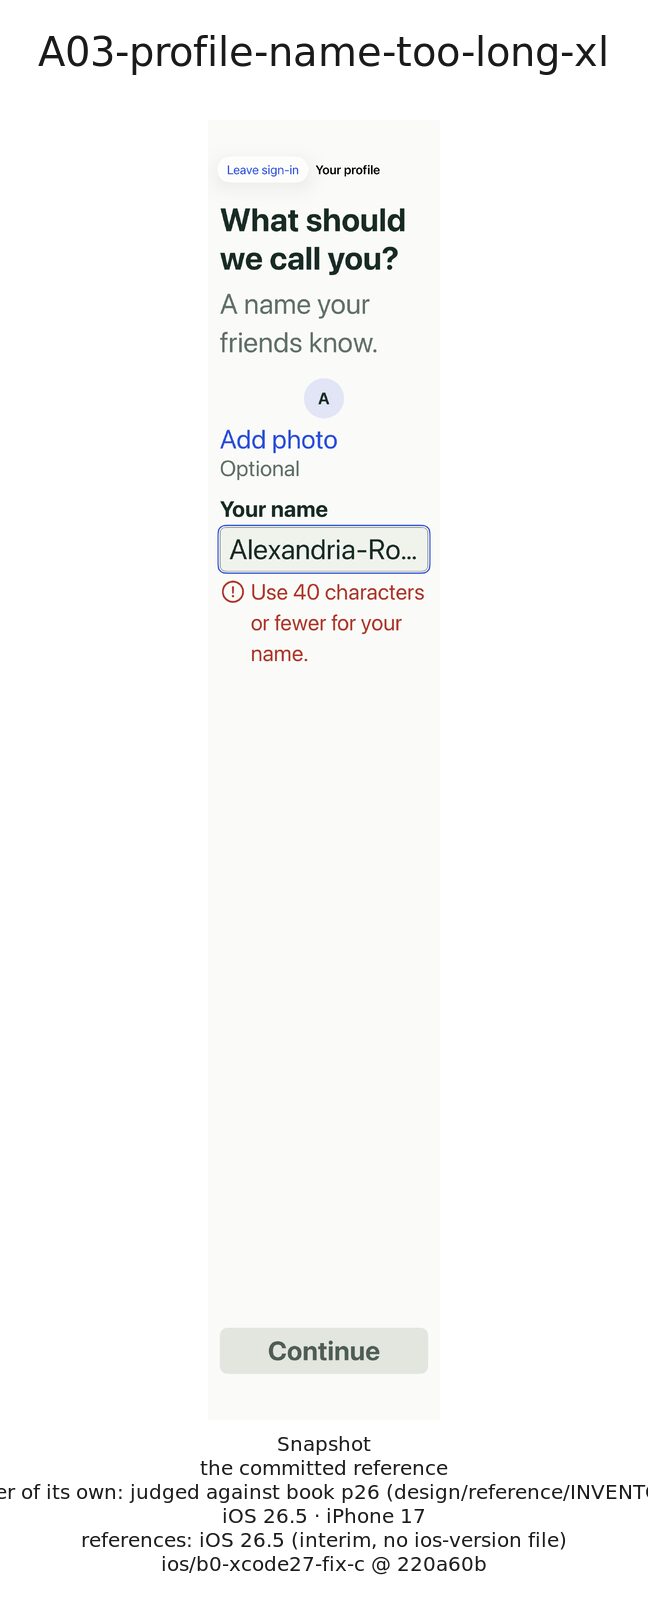 A03-profile-name-too-long-xl
Leave sign-in Your profile
What should
we call you?
A name your
friends know.
A
Add photo
Optional
Your name
Alexandria-Ro…
Use 40 characters
or fewer for your
name.
Continue
Snapshot
the committed reference
of its own: judged against book p26 (design/reference/
iOS 26.5 · iPhone 17
references: iOS 26.5 (interim, no ios-version file)
ios/b0-xcode27-fix-c @ 220a60b